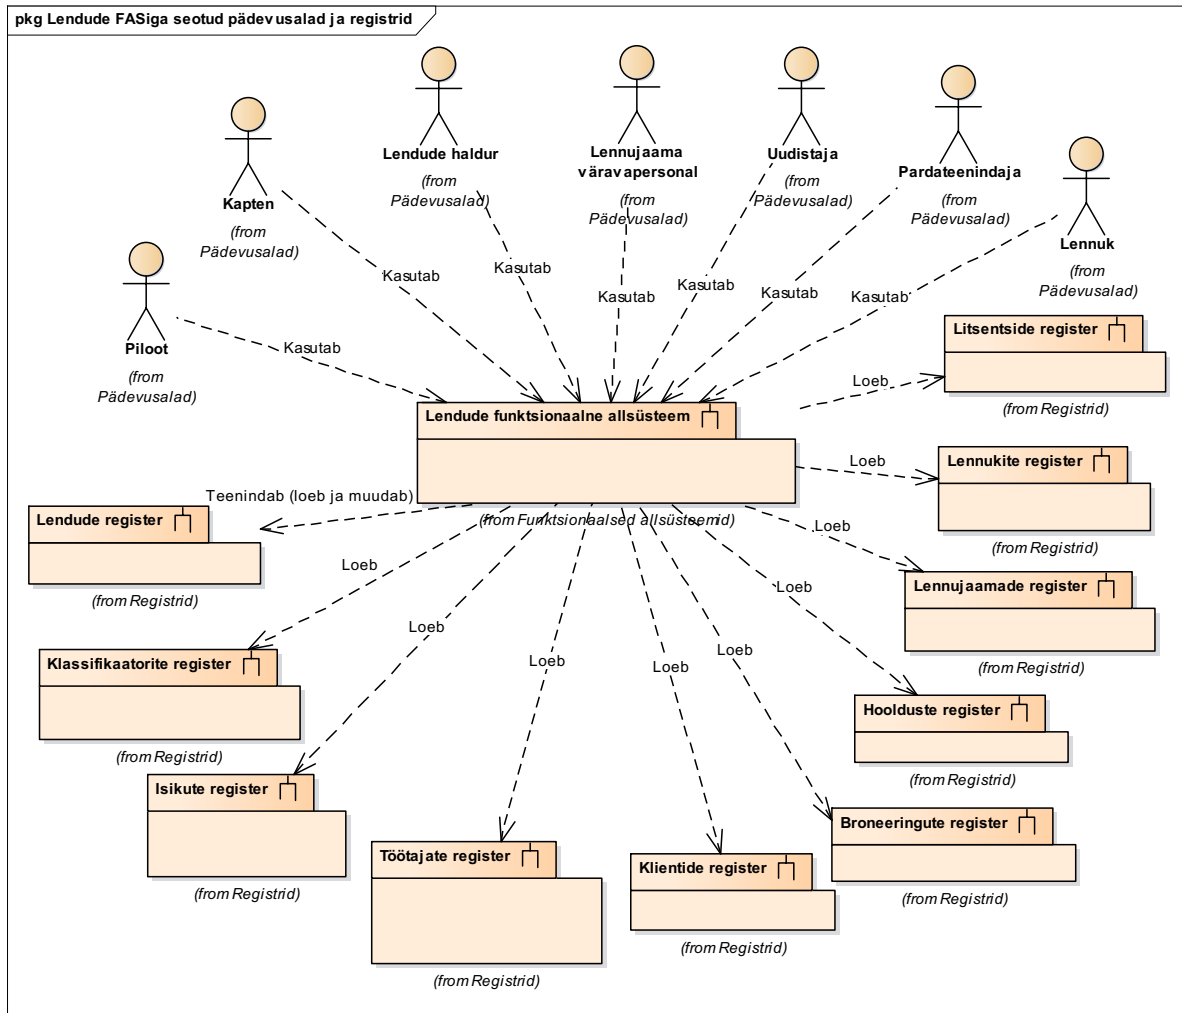 pkg Lendude FASiga seotud pädevusalad ja registrid
Lendude haldur
(from
Pädevusalad)
Lennujaama
väravapersonal
(from
Pädevusalad)
Uudistaja
(from
Pädevusalad)
Pardateenindaja
(from
Pädevusalad)
Kapten
(from
Pädevusalad)
Lennuk
(from
Pädevusalad)
Piloot
(from
Pädevusalad)
Kasutab
Kasutab
Kasutab
Kasutab
Kasutab
Kasutab
Kasutab
Litsentside register
Loeb
(from Registrid)
Lendude funktsionaalne allsüsteem
(from Funktsionaalsed allsüsteemid)
Lennukite register
Loeb
(from Registrid)
Teenindab (loeb ja muudab)
Lendude register
(from Registrid)
Loeb
Lennujaamade register
(from Registrid)
Loeb
Klassifikaatorite register
(from Registrid)
Loeb
Hoolduste register
(from Registrid)
Loeb
Isikute register
(from Registrid)
Loeb
Töötajate register
(from Registrid)
Loeb
Klientide register
(from Registrid)
Loeb
Broneeringute register
(from Registrid)